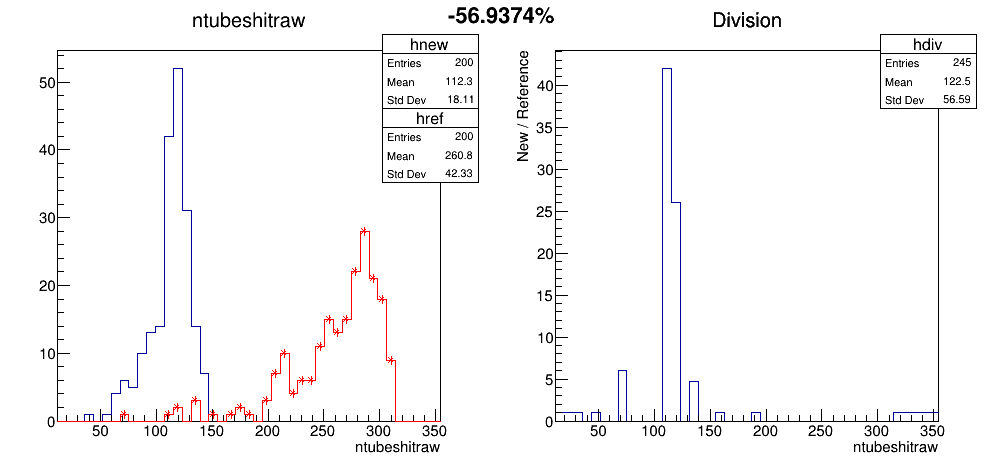 -56.9374%
ntubeshitraw
hnew
Entries 200
Mean 112.3
Std Dev 18.11
href
Entries 200
Mean 260.8
Std Dev 42.33
50
40
30
20
10
0
50 100 150 200 250 300 350
ntubeshitraw
Division
hdiv
Entries 245
Mean 122.5
Std Dev 56.59
New / Reference
40
35
30
25
20
15
10
5
0
50 100 150 200 250 300 350
ntubeshitraw